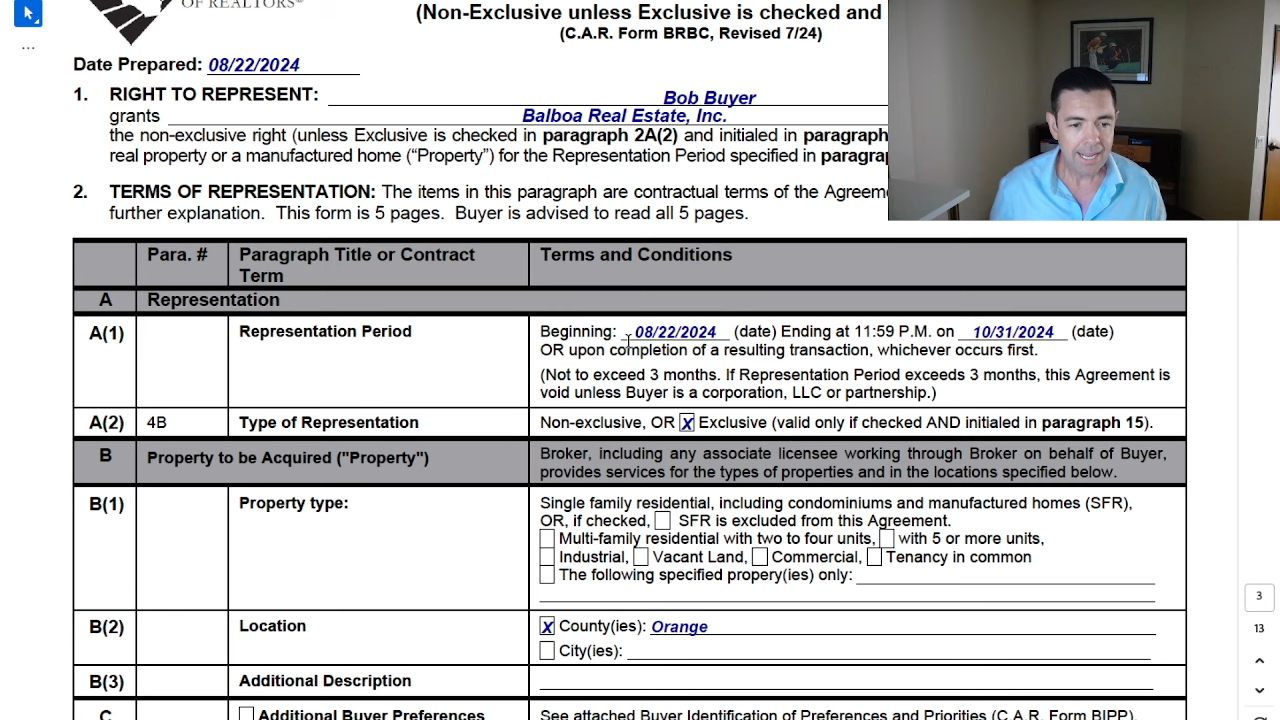 OF REALTORS®
(Non-Exclusive unless Exclusive is checked and
(C.A.R. Form BRBC, Revised 7/24)
Date Prepared: 08/22/2024
1. RIGHT TO REPRESENT: Bob Buyer
grants Balboa Real Estate, Inc.
the non-exclusive right (unless Exclusive is checked in paragraph 2A(2) and initialed in paragraph
real property or a manufactured home ("Property") for the Representation Period specified in
2. TERMS OF REPRESENTATION: The items in this paragraph are contractual terms of the
further explanation. This form is 5 pages. Buyer is advised to read all 5 pages.
Para. # Paragraph Title or Contract Term Terms and Conditions
A Representation
A(1) Representation Period Beginning: 08/22/2024 (date) Ending at 11:59 P.M. on 10/31/2024 (date)
OR upon completion of a resulting transaction, whichever occurs first.
(Not to exceed 3 months. If Representation Period exceeds 3 months, this Agreement is
void unless Buyer is a corporation, LLC or partnership.)
A(2) 4B Type of Representation Non-exclusive, OR X Exclusive (valid only if checked AND initialed in paragraph 15).
B Property to be Acquired ("Property") Broker, including any associate licensee working through Broker on behalf of Buyer,
provides services for the types of properties and in the locations specified below.
B(1) Property type: Single family residential, including condominiums and manufactured homes (SFR),
OR, if checked, SFR is excluded from this Agreement.
Multi-family residential with two to four units, with 5 or more units,
Industrial, Vacant Land, Commercial, Tenancy in common
The following specified propery(ies) only:
B(2) Location X County(ies): Orange
City(ies):
B(3) Additional Description
C Additional Buyer Preferences See attached Buyer Identification of Preferences and Priorities (C.A.R. Form BIPP).
3
13